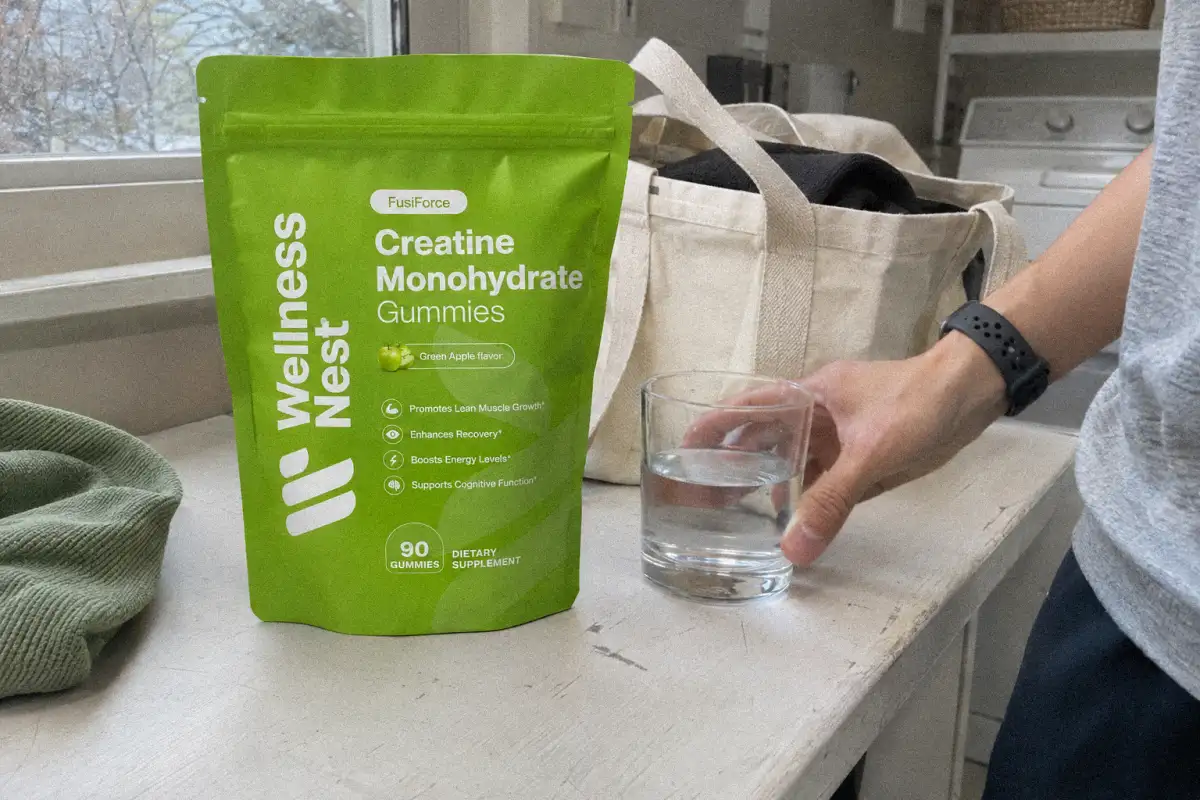 Wellness
Nest
FusiForce
Creatine
Monohydrate
Gummies
Green Apple flavor
Promotes Lean Muscle Growth*
Enhances Recovery*
Boosts Energy Levels*
Supports Cognitive Function*
90
GUMMIES
DIETARY
SUPPLEMENT